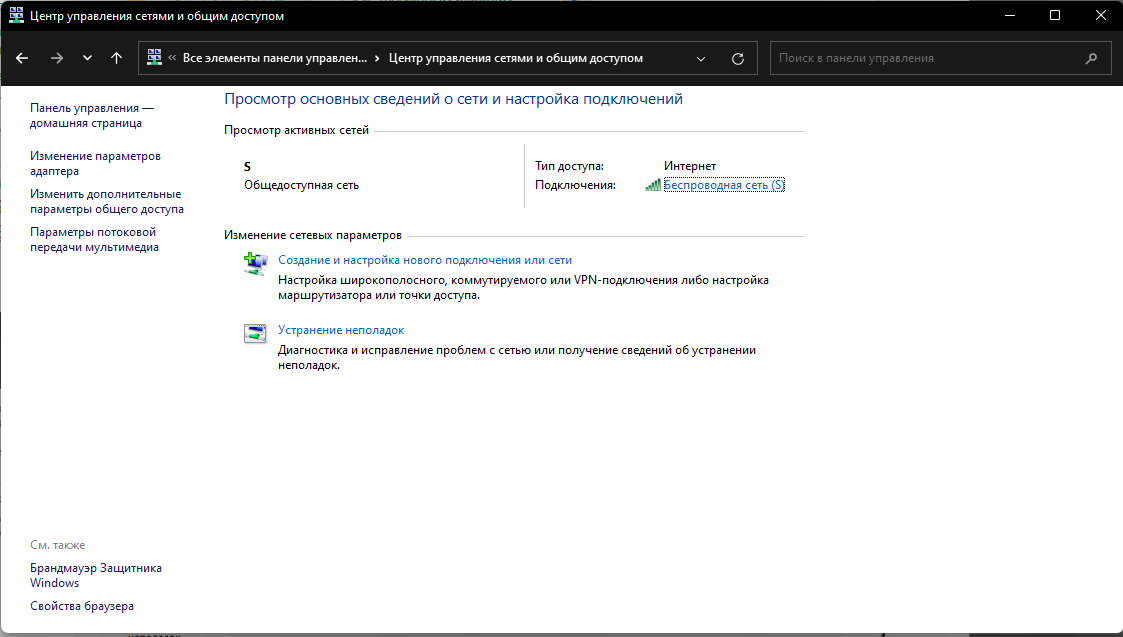 Центр управления сетями и общим доступом
« Все элементы панели управлен... › Центр управления сетями и общим доступом
Поиск в панели управления
Панель управления —
домашняя страница
Изменение параметров
адаптера
Изменить дополнительные
параметры общего доступа
Параметры потоковой
передачи мультимедиа
Просмотр основных сведений о сети и настройка подключений
Просмотр активных сетей
S
Общедоступная сеть
Тип доступа: Интернет
Подключения: Беспроводная сеть (S)
Изменение сетевых параметров
Создание и настройка нового подключения или сети
Настройка широкополосного, коммутируемого или VPN-подключения либо настройка
маршрутизатора или точки доступа.
Устранение неполадок
Диагностика и исправление проблем с сетью или получение сведений об устранении
неполадок.
См. также
Брандмауэр Защитника
Windows
Свойства браузера